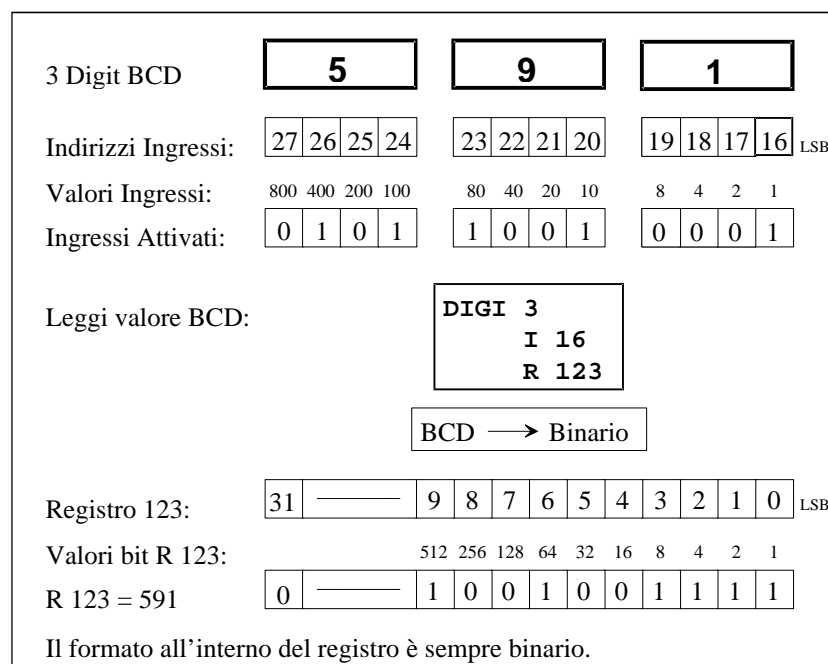 3 Digit BCD 5 9 1
Indirizzi Ingressi: 27 26 25 24 23 22 21 20 19 18 17 16 LSB
Valori Ingressi: 800 400 200 100 80 40 20 10 8 4 2 1
Ingressi Attivati: 0 1 0 1 1 0 0 1 0 0 0 1
Leggi valore BCD:
DIGI 3
I 16
R 123
BCD → Binario
Registro 123: 31 9 8 7 6 5 4 3 2 1 0 LSB
Valori bit R 123: 512 256 128 64 32 16 8 4 2 1
R 123 = 591 0 1 0 0 1 0 0 1 1 1 1
Il formato all'interno del registro è sempre binario.